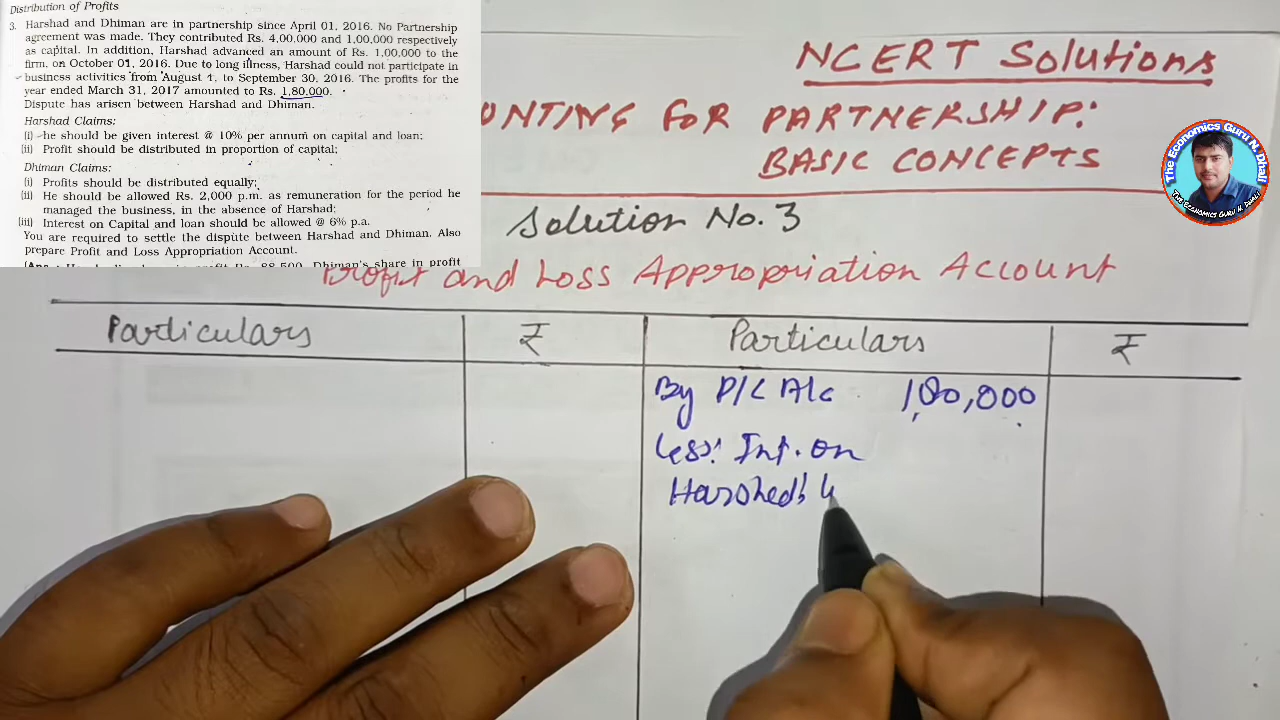 Distribution of Profits
3. Harshad and Dhiman are in partnership since April 01, 2016. No Partnership
agreement was made. They contributed Rs. 4,00,000 and 1,00,000 respectively
as capital. In addition, Harshad advanced an amount of Rs. 1,00,000 to the
firm, on October 01, 2016. Due to long illness, Harshad could not participate in
business activities from August 1, to September 30, 2016. The profits for the
year ended March 31, 2017 amounted to Rs. 1,80,000.
Dispute has arisen between Harshad and Dhiman.
Harshad Claims:
(i) he should be given interest @ 10% per annum on capital and loan;
(ii) Profit should be distributed in proportion of capital;
Dhiman Claims:
(i) Profits should be distributed equally;
(ii) He should be allowed Rs. 2,000 p.m. as remuneration for the period he
managed the business, in the absence of Harshad;
(iii) Interest on Capital and loan should be allowed @ 6% p.a.
You are required to settle the dispute between Harshad and Dhiman. Also
prepare Profit and Loss Appropriation Account.
Dhiman's share in profit
NCERT Solutions
ONTING FOR PARTNERSHIP:
BASIC CONCEPTS
The Economics Guru N. Dhali
THE ECONOMICS GURU N. DHALI
Solution No. 3
Profit and Loss Appropriation Account
Particulars ₹ Particulars ₹
By P/L A/c 1,80,000
Less: Int. on
Harshed's